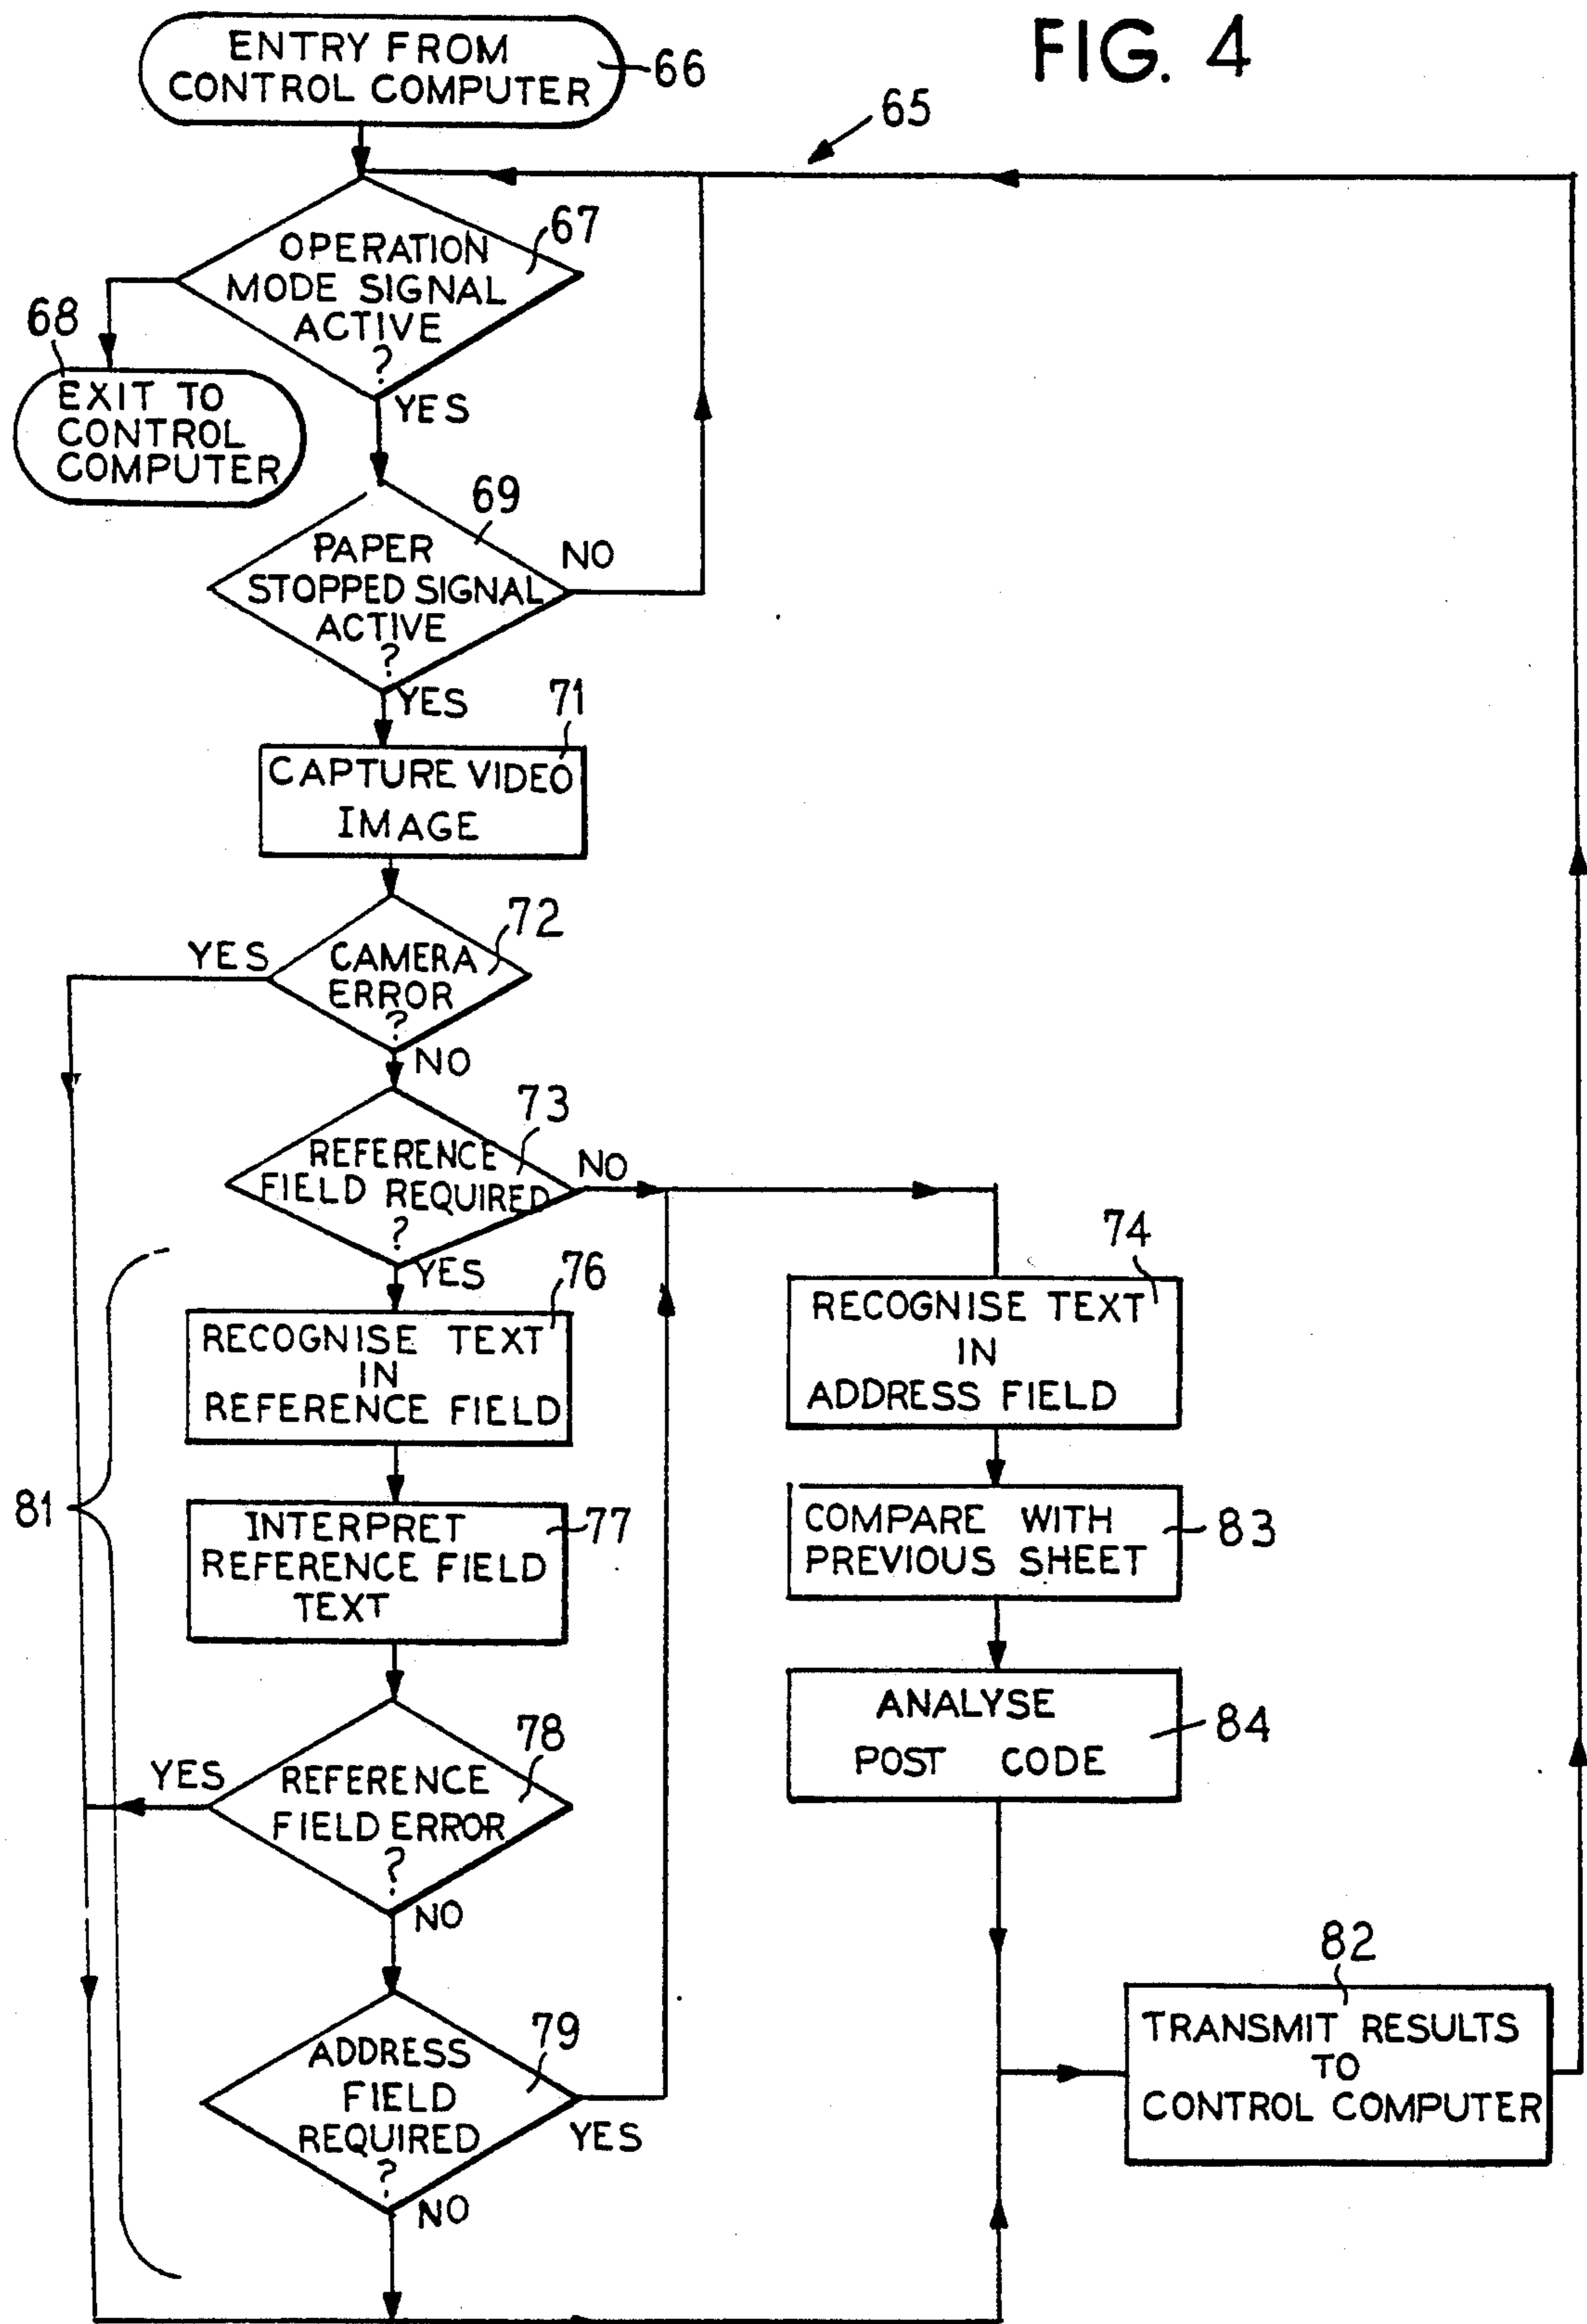 FIG. 4
ENTRY FROM
CONTROL COMPUTER
66
65
OPERATION
MODE SIGNAL
ACTIVE
?
67
YES
68
EXIT TO
CONTROL
COMPUTER
69
PAPER
STOPPED SIGNAL
ACTIVE
?
NO
YES
71
CAPTURE VIDEO
IMAGE
72
YES
CAMERA
ERROR
?
NO
73
REFERENCE
FIELD REQUIRED
?
NO
YES
76
RECOGNISE TEXT
IN
REFERENCE FIELD
81
INTERPRET
REFERENCE FIELD
TEXT
77
78
YES
REFERENCE
FIELD ERROR
?
NO
79
ADDRESS
FIELD
REQUIRED
?
YES
NO
74
RECOGNISE TEXT
IN
ADDRESS FIELD
COMPARE WITH
PREVIOUS SHEET
83
ANALYSE
POST CODE
84
82
TRANSMIT RESULTS
TO
CONTROL COMPUTER